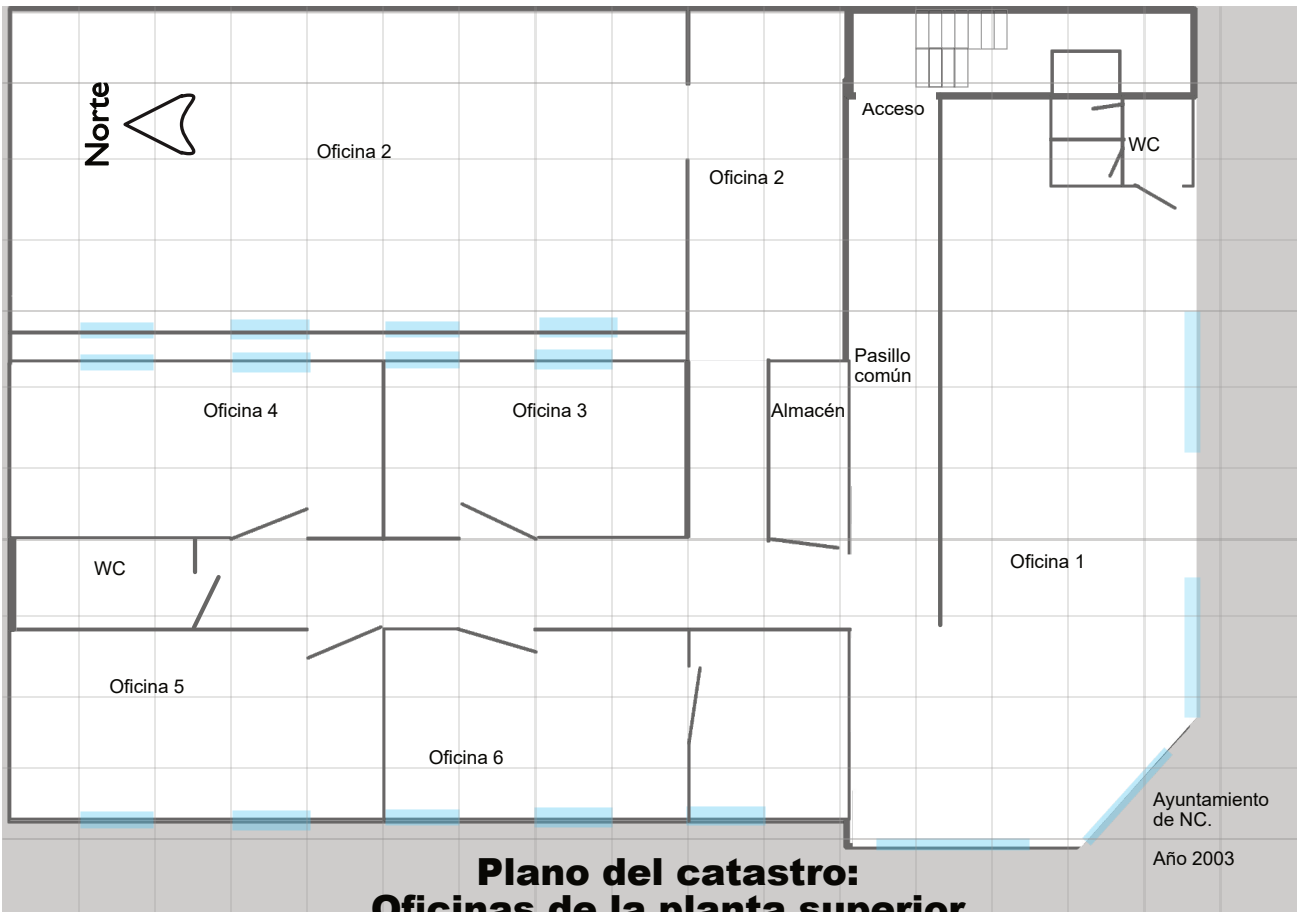 Norte
Oficina 2
Oficina 2
Acceso
WC
Pasillo
común
Oficina 4
Oficina 3
Almacén
WC
Oficina 1
Oficina 5
Oficina 6
Ayuntamiento
de NC.
Año 2003
Plano del catastro:
Oficinas de la planta superior